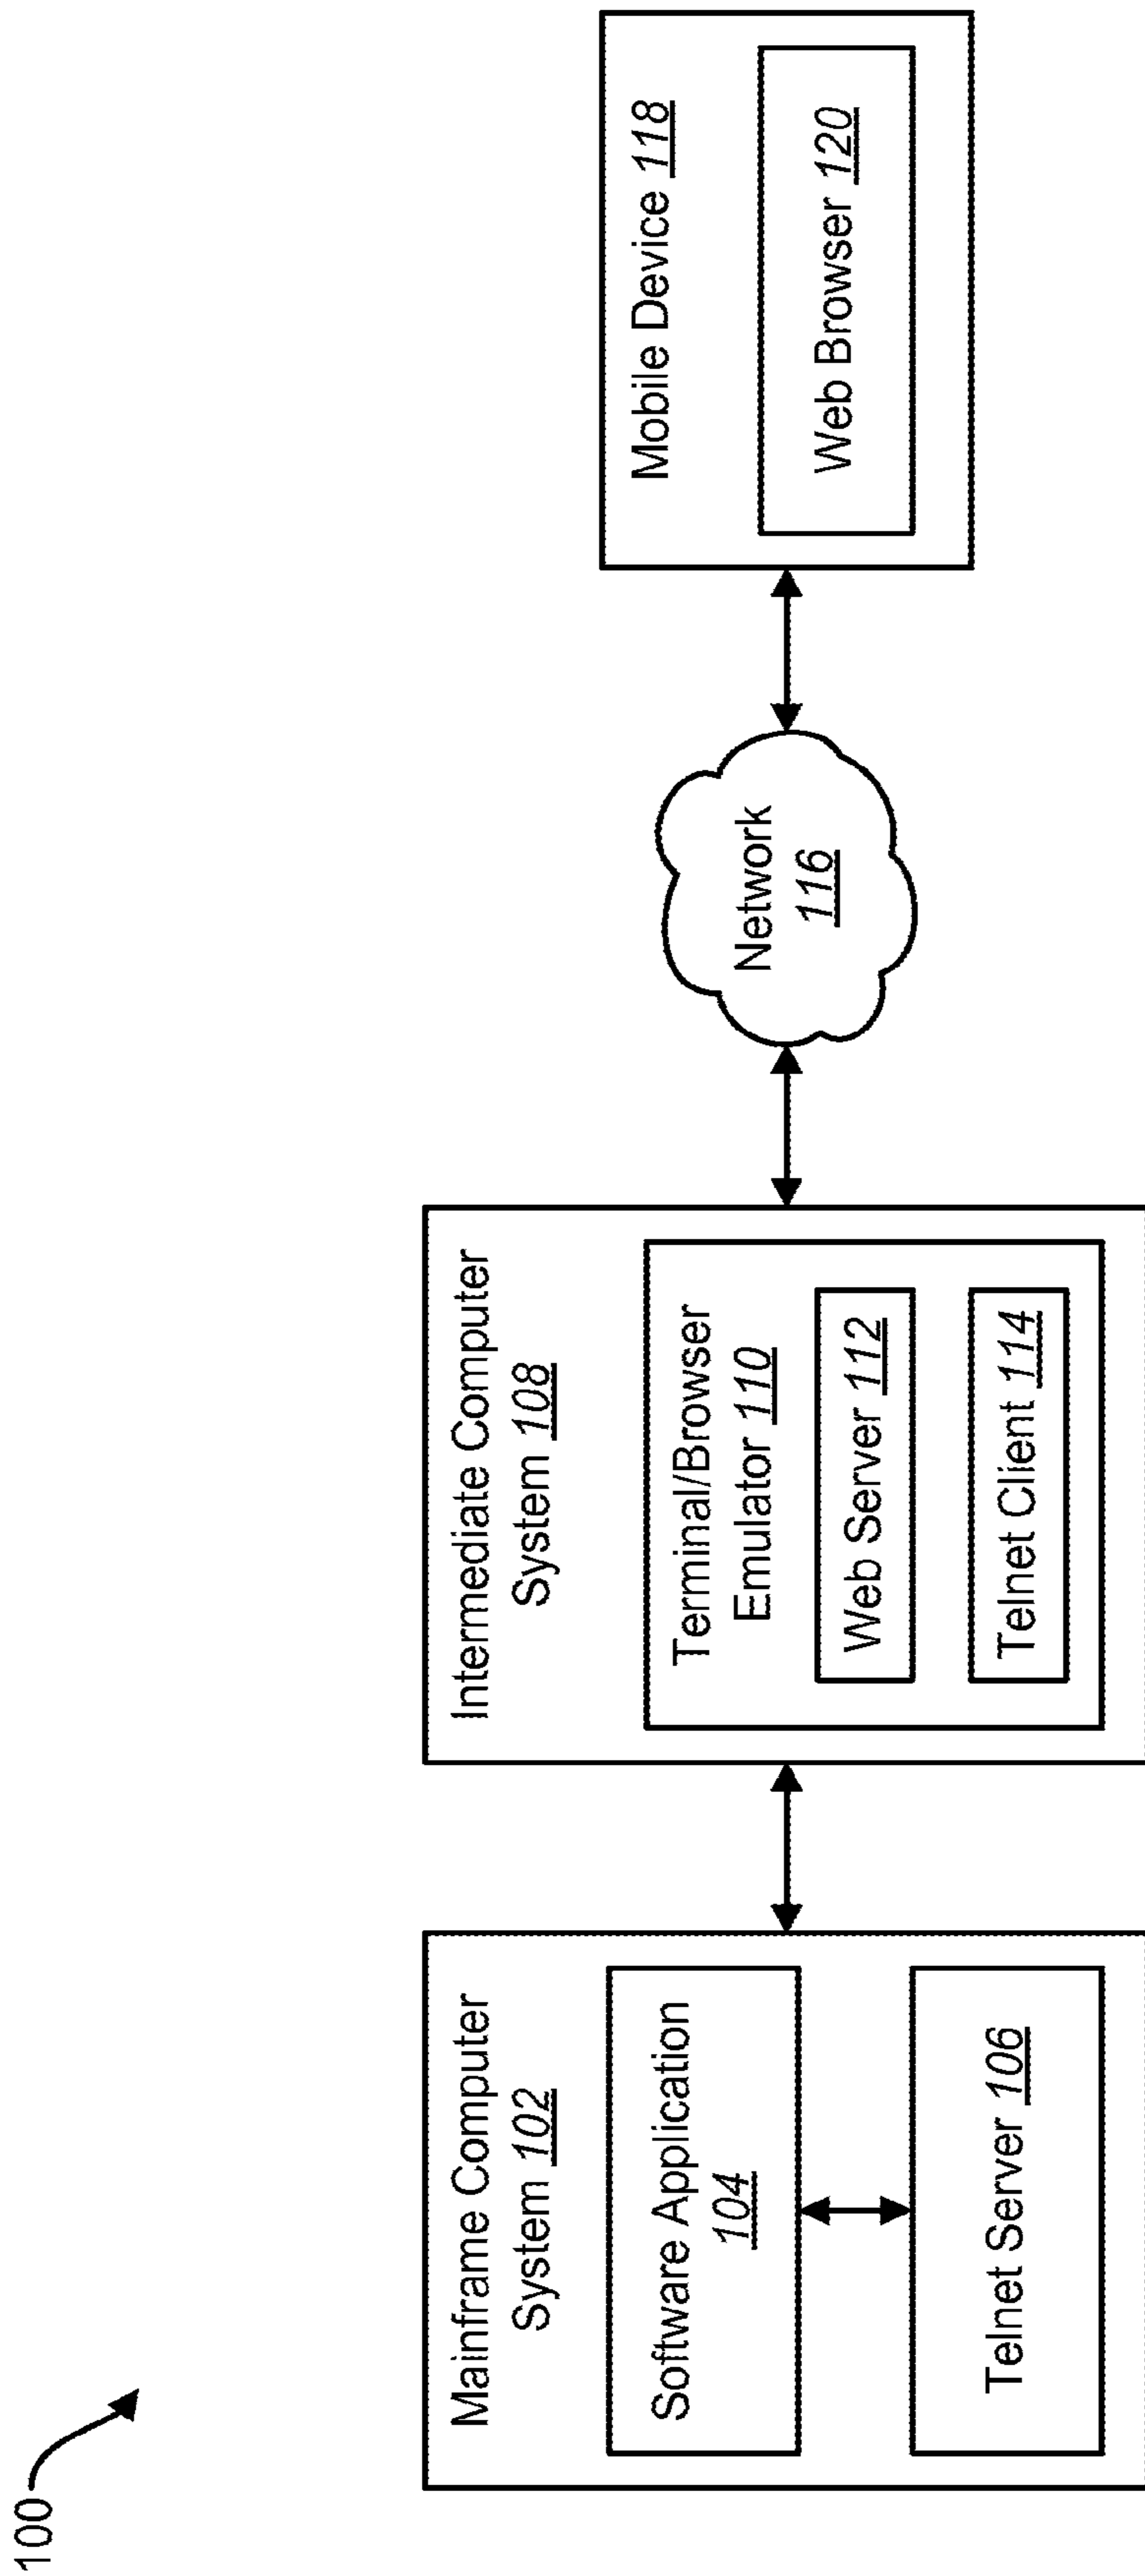 100
Mainframe Computer
System 102
Software Application
104
Telnet Server 106
Intermediate Computer
System 108
Terminal/Browser
Emulator 110
Web Server 112
Telnet Client 114
Network
116
Mobile Device 118
Web Browser 120